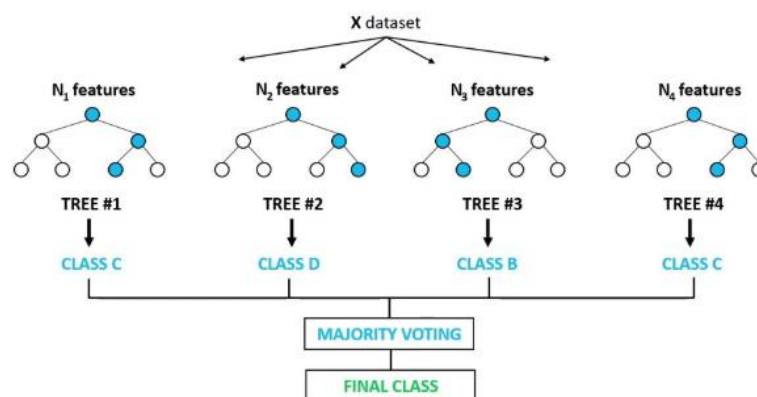 X dataset
N₁ features
N₂ features
N₃ features
N₄ features
TREE #1
TREE #2
TREE #3
TREE #4
CLASS C
CLASS D
CLASS B
CLASS C
MAJORITY VOTING
FINAL CLASS